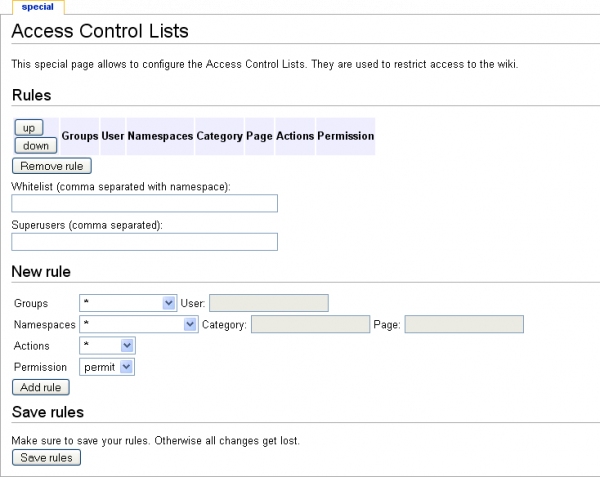 special
Access Control Lists
This special page allows to configure the Access Control Lists. They are used to restrict access to the wiki.
Rules
up
down
Groups User Namespaces Category Page Actions Permission
Remove rule
Whitelist (comma separated with namespace):
Superusers (comma separated):
New rule
Groups * User:
Namespaces * Category: Page:
Actions *
Permission permit
Add rule
Save rules
Make sure to save your rules. Otherwise all changes get lost.
Save rules